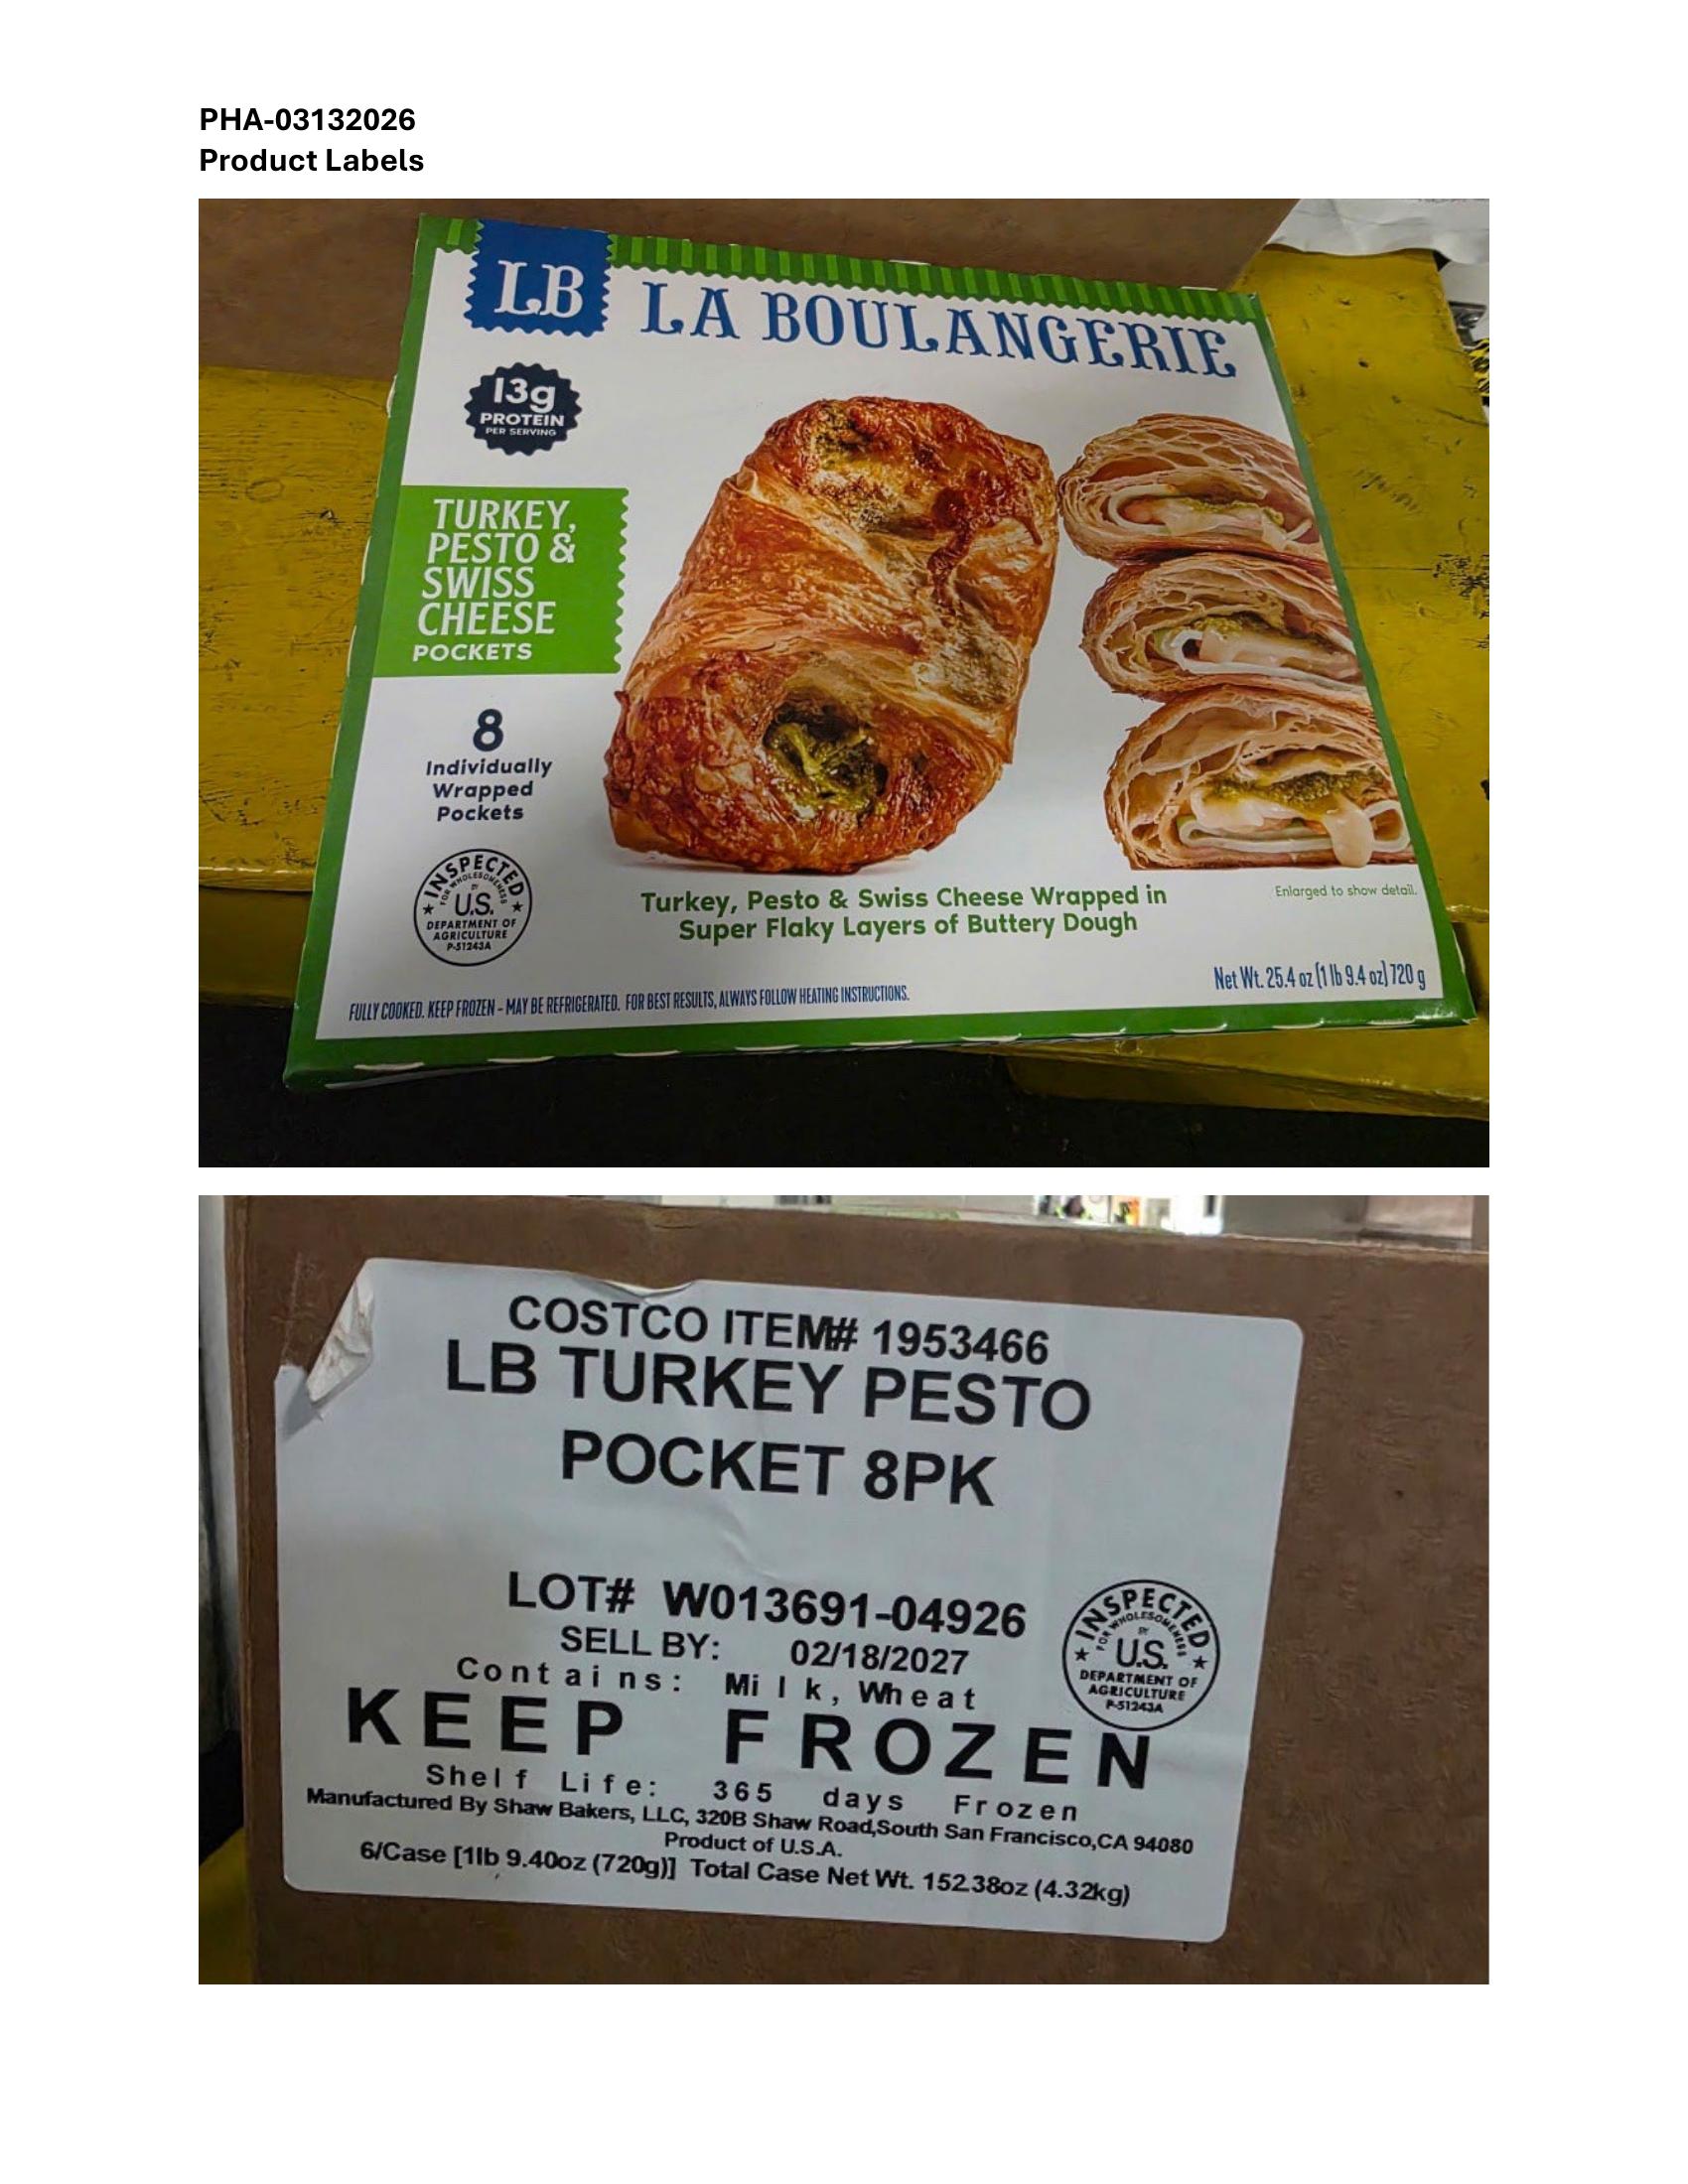 PHA-03132026
Product Labels
LB
LA BOULANGERIE
13g
PROTEIN
PER SERVING
TURKEY,
PESTO &
SWISS
CHEESE
POCKETS
8
Individually
Wrapped
Pockets
INSPECTED
FOR WHOLESOMENESS
BY
U.S.
DEPARTMENT OF
AGRICULTURE
P-51243A
Turkey, Pesto & Swiss Cheese Wrapped in
Super Flaky Layers of Buttery Dough
Enlarged to show detail.
Net Wt. 25.4 oz (1 lb 9.4 oz) 720 g
FULLY COOKED. KEEP FROZEN - MAY BE REFRIGERATED. FOR BEST RESULTS, ALWAYS FOLLOW HEATING INSTRUCTIONS.
COSTCO ITEM# 1953466
LB TURKEY PESTO
POCKET 8PK
LOT# W013691-04926
SELL BY: 02/18/2027
Contains: Milk, Wheat
INSPECTED
FOR WHOLESOMENESS
BY
U.S.
DEPARTMENT OF
AGRICULTURE
P-51243A
KEEP FROZEN
Shelf Life: 365 days Frozen
Manufactured By Shaw Bakers, LLC, 320B Shaw Road,South San Francisco,CA 94080
Product of U.S.A.
6/Case [1lb 9.40oz (720g)] Total Case Net Wt. 152.38oz (4.32kg)